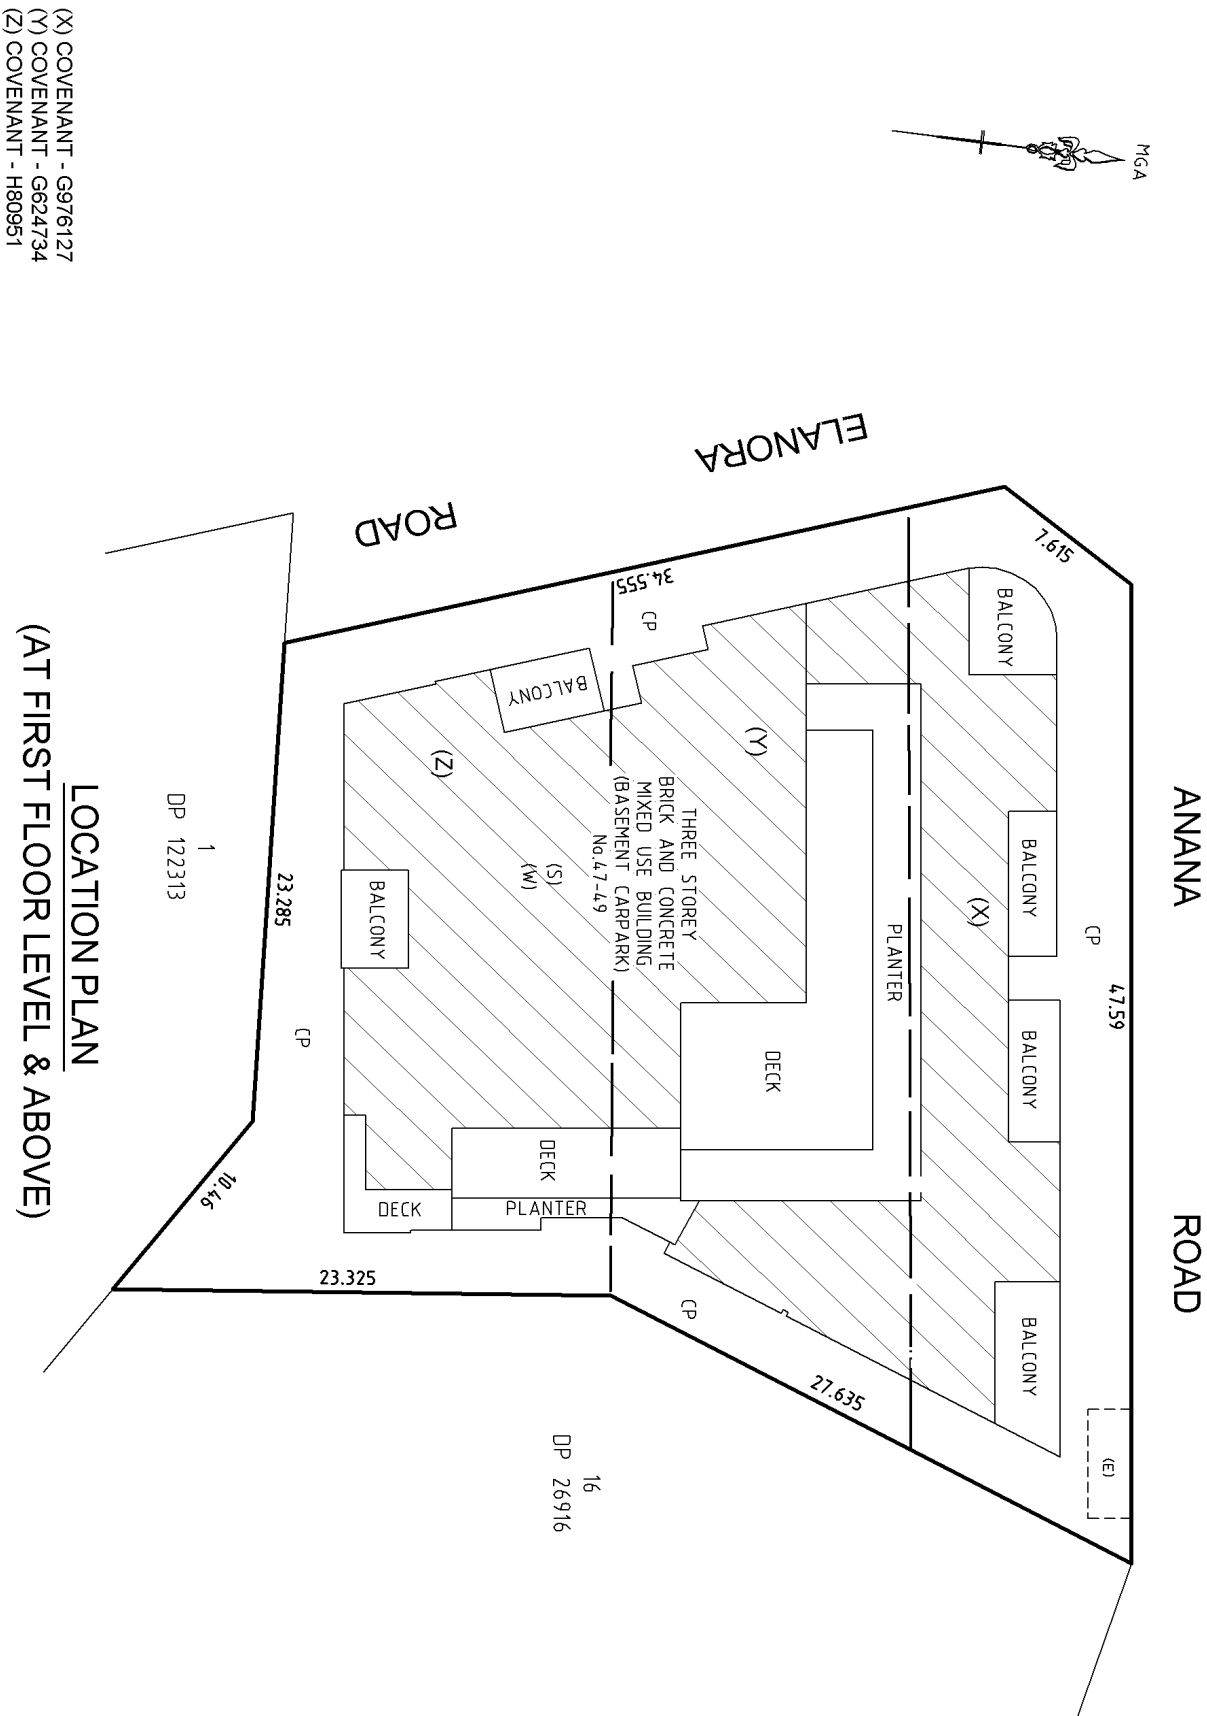 MGA
ANANA ROAD
ELANORA ROAD
7.615
47.59
34.555
27.635
23.325
10.46
23.285
BALCONY
BALCONY
BALCONY
BALCONY
BALCONY
BALCONY
CP
CP
CP
CP
(E)
(X)
(Y)
(Z)
PLANTER
DECK
THREE STOREY
BRICK AND CONCRETE
MIXED USE BUILDING
(BASEMENT CARPARK)
No.47-49
(S)
(W)
DECK
PLANTER
DECK
16
DP 26916
1
DP 122313
LOCATION PLAN
(AT FIRST FLOOR LEVEL & ABOVE)
(X) COVENANT - G976127
(Y) COVENANT - G624734
(Z) COVENANT - H80951